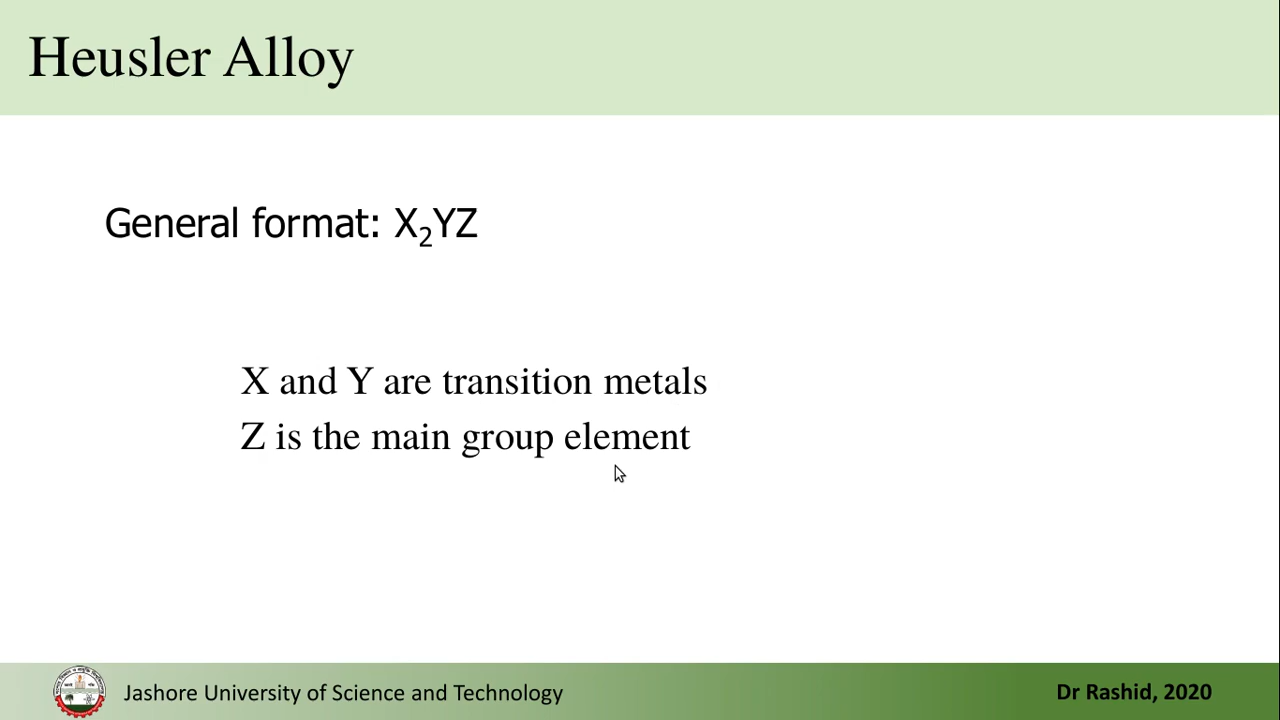 Heusler Alloy
General format: X₂YZ
X and Y are transition metals
Z is the main group element
Jashore University of Science and Technology
Dr Rashid, 2020